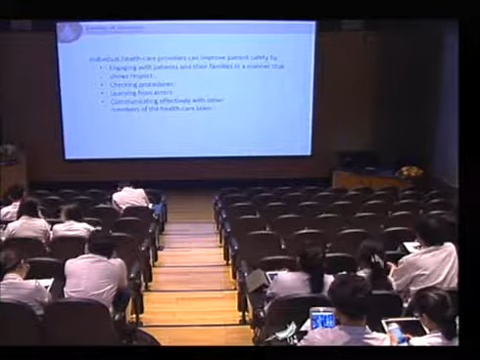 Individual health-care providers can improve patient safety by
• Engaging with patients and their families in a manner that
shows respect
• Checking procedures
• Learning from errors
• Communicating effectively with other
members of the health-care team